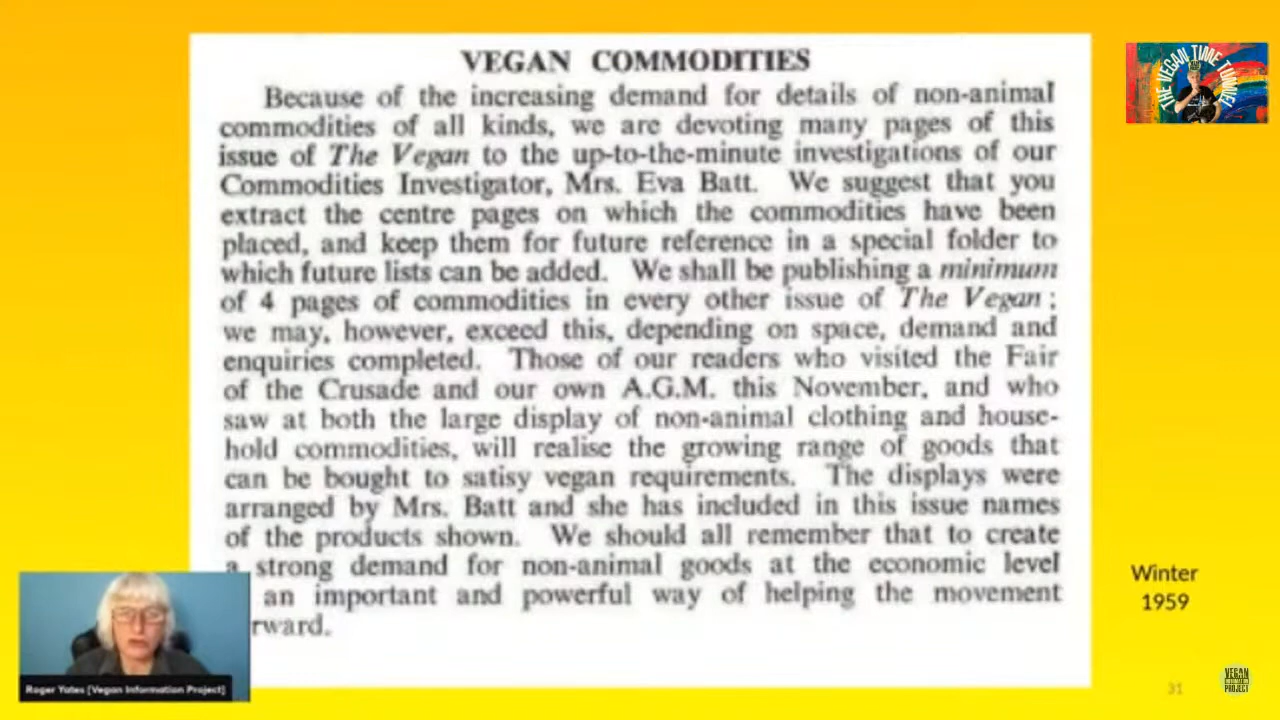 VEGAN COMMODITIES
Because of the increasing demand for details of non-animal
commodities of all kinds, we are devoting many pages of this
issue of The Vegan to the up-to-the-minute investigations of our
Commodities Investigator, Mrs. Eva Batt. We suggest that you
extract the centre pages on which the commodities have been
placed, and keep them for future reference in a special folder to
which future lists can be added. We shall be publishing a minimum
of 4 pages of commodities in every other issue of The Vegan ;
we may, however, exceed this, depending on space, demand and
enquiries completed. Those of our readers who visited the Fair
of the Crusade and our own A.G.M. this November, and who
saw at both the large display of non-animal clothing and house-
hold commodities, will realise the growing range of goods that
can be bought to satisy vegan requirements. The displays were
arranged by Mrs. Batt and she has included in this issue names
of the products shown. We should all remember that to create
a strong demand for non-animal goods at the economic level
an important and powerful way of helping the movement
rward.
THE VEGAN TIME TUNNEL
Winter
1959
Roger Yates [Vegan Information Project]
31
VEGAN
PROJECT